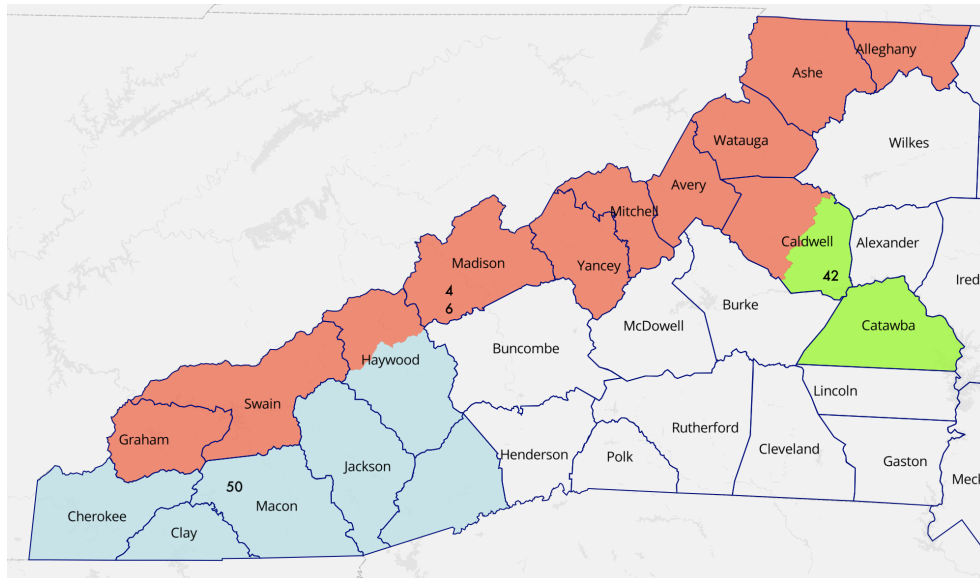 Alleghany
Ashe
Watauga
Wilkes
Avery
Mitchell
Caldwell
Alexander
Madison
Yancey
42
Ired
4
6
Burke
McDowell
Catawba
Buncombe
Haywood
Lincoln
Swain
Graham
Rutherford
Cleveland
Henderson
Polk
Gaston
Jackson
Mecl
50
Macon
Cherokee
Clay